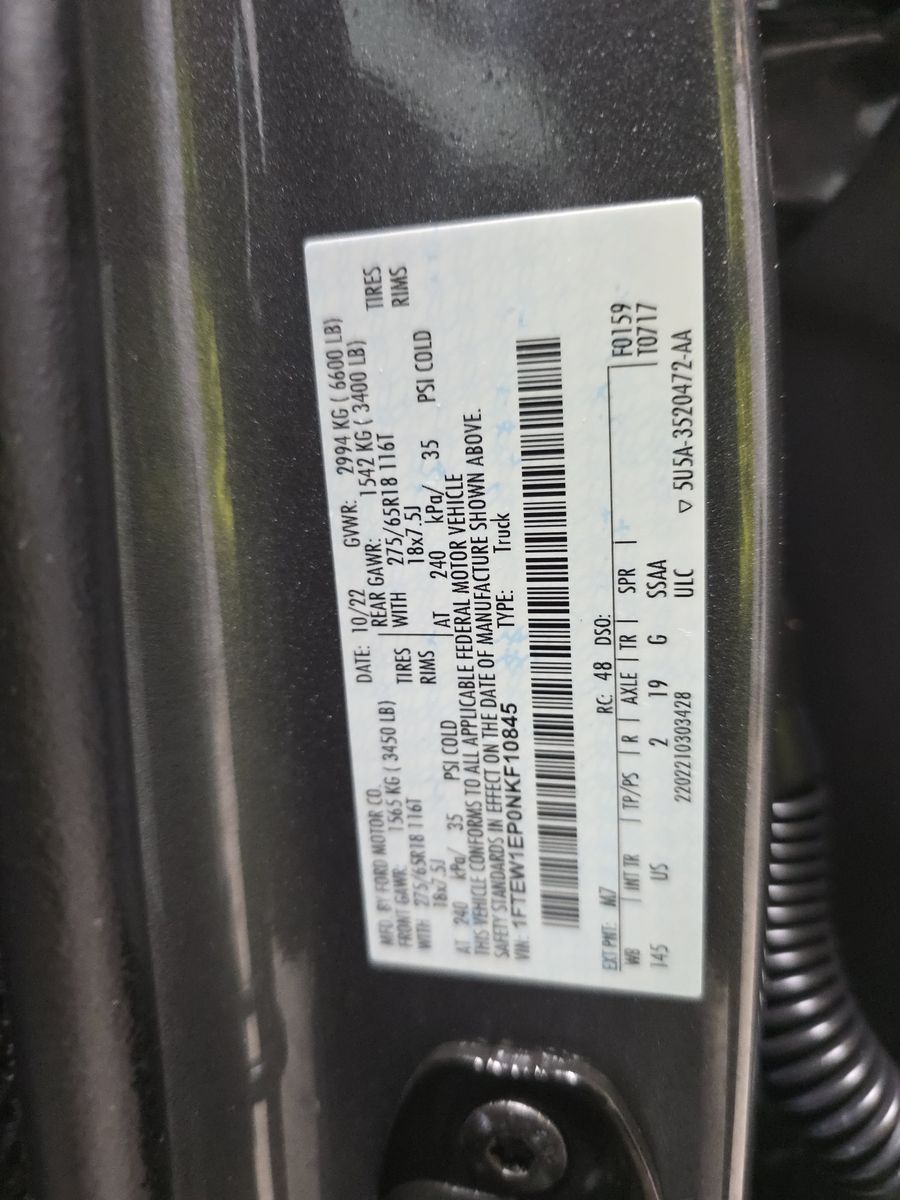 MFD. BY FORD MOTOR CO.
DATE: 10/22 GVWR: 2994 KG ( 6600 LB)
FRONT GAWR: 1565 KG ( 3450 LB)
REAR GAWR: 1542 KG ( 3400 LB)
WITH 275/65R18 116T TIRES
18x7.5J RIMS
AT 240 kPa/ 35 PSI COLD
WITH 275/65R18 116T TIRES
18x7.5J RIMS
AT 240 kPa/ 35 PSI COLD
THIS VEHICLE CONFORMS TO ALL APPLICABLE FEDERAL MOTOR VEHICLE
SAFETY STANDARDS IN EFFECT ON THE DATE OF MANUFACTURE SHOWN ABOVE.
VIN: 1FTEW1EP0NKF10845 TYPE: Truck
EXT PNT: M7 RC: 48 DSO: F0159
WB INT TR TP/PS R AXLE TR SPR T0717
145 US 2 19 G SSAA
2202210303428 ULC
▽ 5U5A-3520472-AA